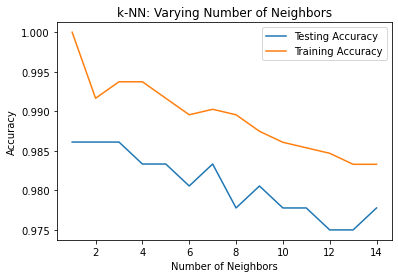 k-NN: Varying Number of Neighbors
1.000
0.995
0.990
0.985
0.980
0.975
Accuracy
Testing Accuracy
Training Accuracy
2 4 6 8 10 12 14
Number of Neighbors